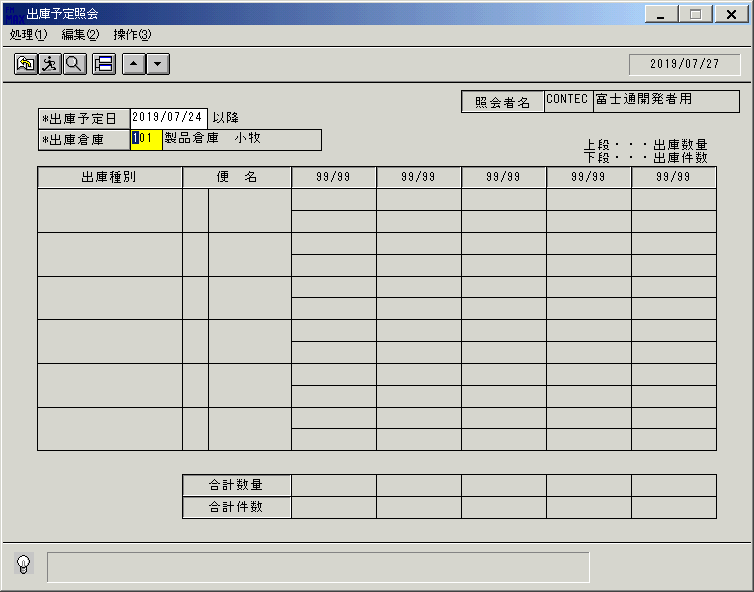 出庫予定照会
処理(1) 編集(2) 操作(3)
2019/07/27
照会者名 CONTEC 富士通開発者用
*出庫予定日 2019/07/24 以降
*出庫倉庫 101 製品倉庫 小牧
上段・・・出庫数量
下段・・・出庫件数
出庫種別 便 名 99/99 99/99 99/99 99/99 99/99
合計数量
合計件数